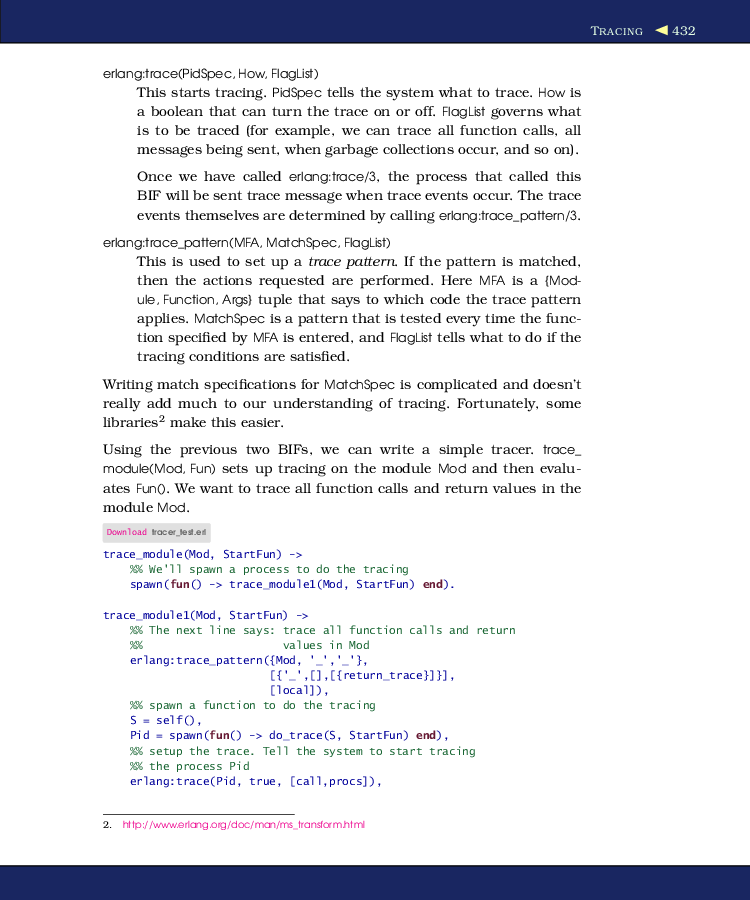 TRACING ◀ 432
erlang:trace(PidSpec, How, FlagList)
This starts tracing. PidSpec tells the system what to trace. How is
a boolean that can turn the trace on or off. FlagList governs what
is to be traced (for example, we can trace all function calls, all
messages being sent, when garbage collections occur, and so on).
Once we have called erlang:trace/3, the process that called this
BIF will be sent trace message when trace events occur. The trace
events themselves are determined by calling erlang:trace_pattern/3.
erlang:trace_pattern(MFA, MatchSpec, FlagList)
This is used to set up a trace pattern. If the pattern is matched,
then the actions requested are performed. Here MFA is a {Mod-
ule, Function, Args} tuple that says to which code the trace pattern
applies. MatchSpec is a pattern that is tested every time the func-
tion specified by MFA is entered, and FlagList tells what to do if the
tracing conditions are satisfied.
Writing match specifications for MatchSpec is complicated and doesn't
really add much to our understanding of tracing. Fortunately, some
libraries2 make this easier.
Using the previous two BIFs, we can write a simple tracer. trace_
module(Mod, Fun) sets up tracing on the module Mod and then evalu-
ates Fun(). We want to trace all function calls and return values in the
module Mod.
Download tracer_test.erl
trace_module(Mod, StartFun) ->
    %% We'll spawn a process to do the tracing
    spawn(fun() -> trace_module1(Mod, StartFun) end).
trace_module1(Mod, StartFun) ->
    %% The next line says: trace all function calls and return
    %%                     values in Mod
    erlang:trace_pattern({Mod, '_','_'},
                         [{'_',[],[{return_trace}]}],
                         [local]),
    %% spawn a function to do the tracing
    S = self(),
    Pid = spawn(fun() -> do_trace(S, StartFun) end),
    %% setup the trace. Tell the system to start tracing
    %% the process Pid
    erlang:trace(Pid, true, [call,procs]),
2. http://www.erlang.org/doc/man/ms_transform.html